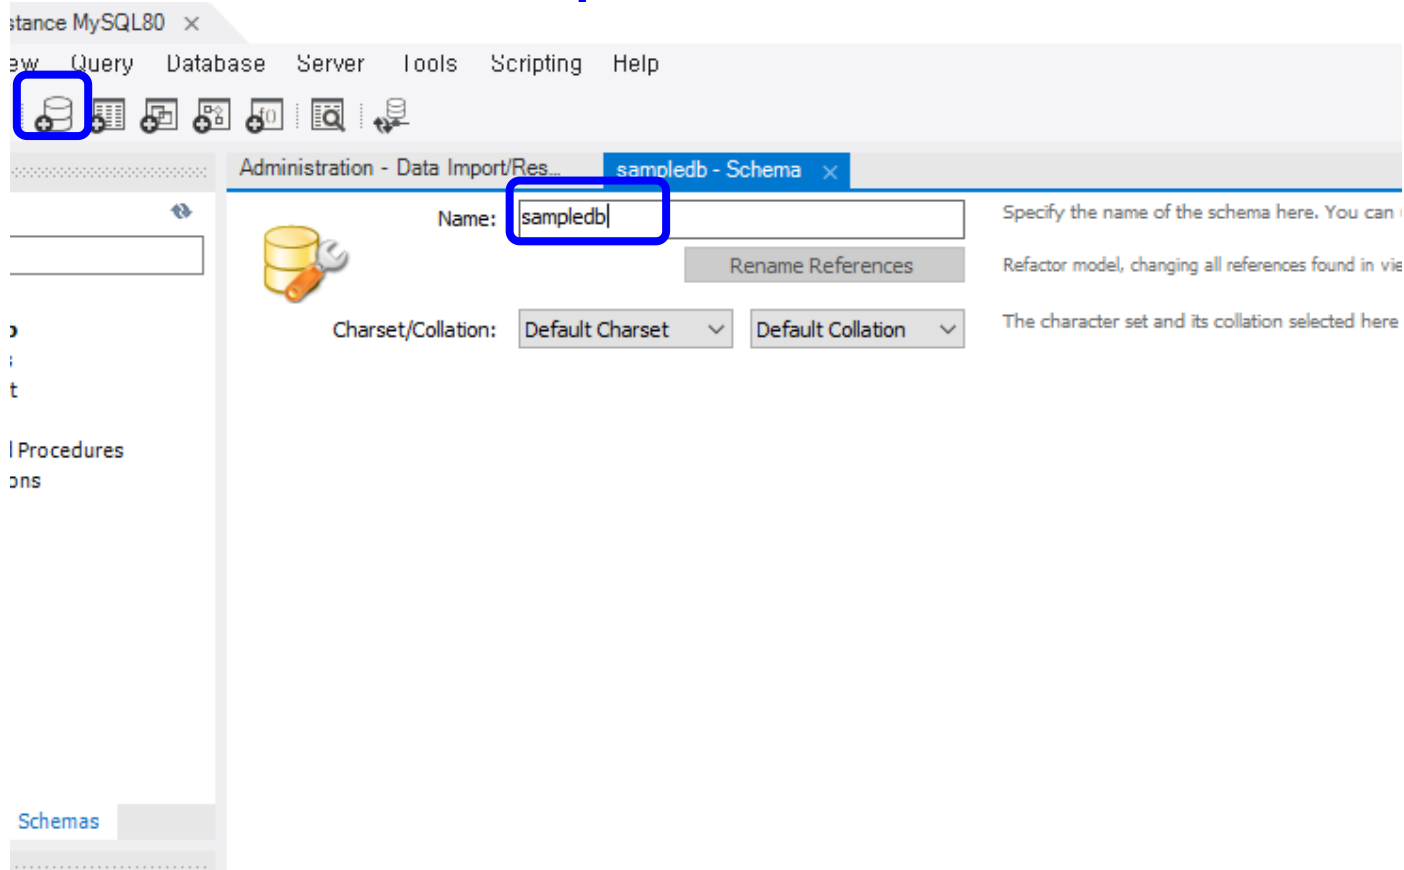 stance MySQL80
ew Query Database Server Tools Scripting Help
Administration - Data Import/Res... sampledb - Schema
Name: sampledb Specify the name of the schema here. You can
Rename References Refactor model, changing all references found in vie
Charset/Collation: Default Charset Default Collation The character set and its collation selected here
t
Procedures
ons
Schemas